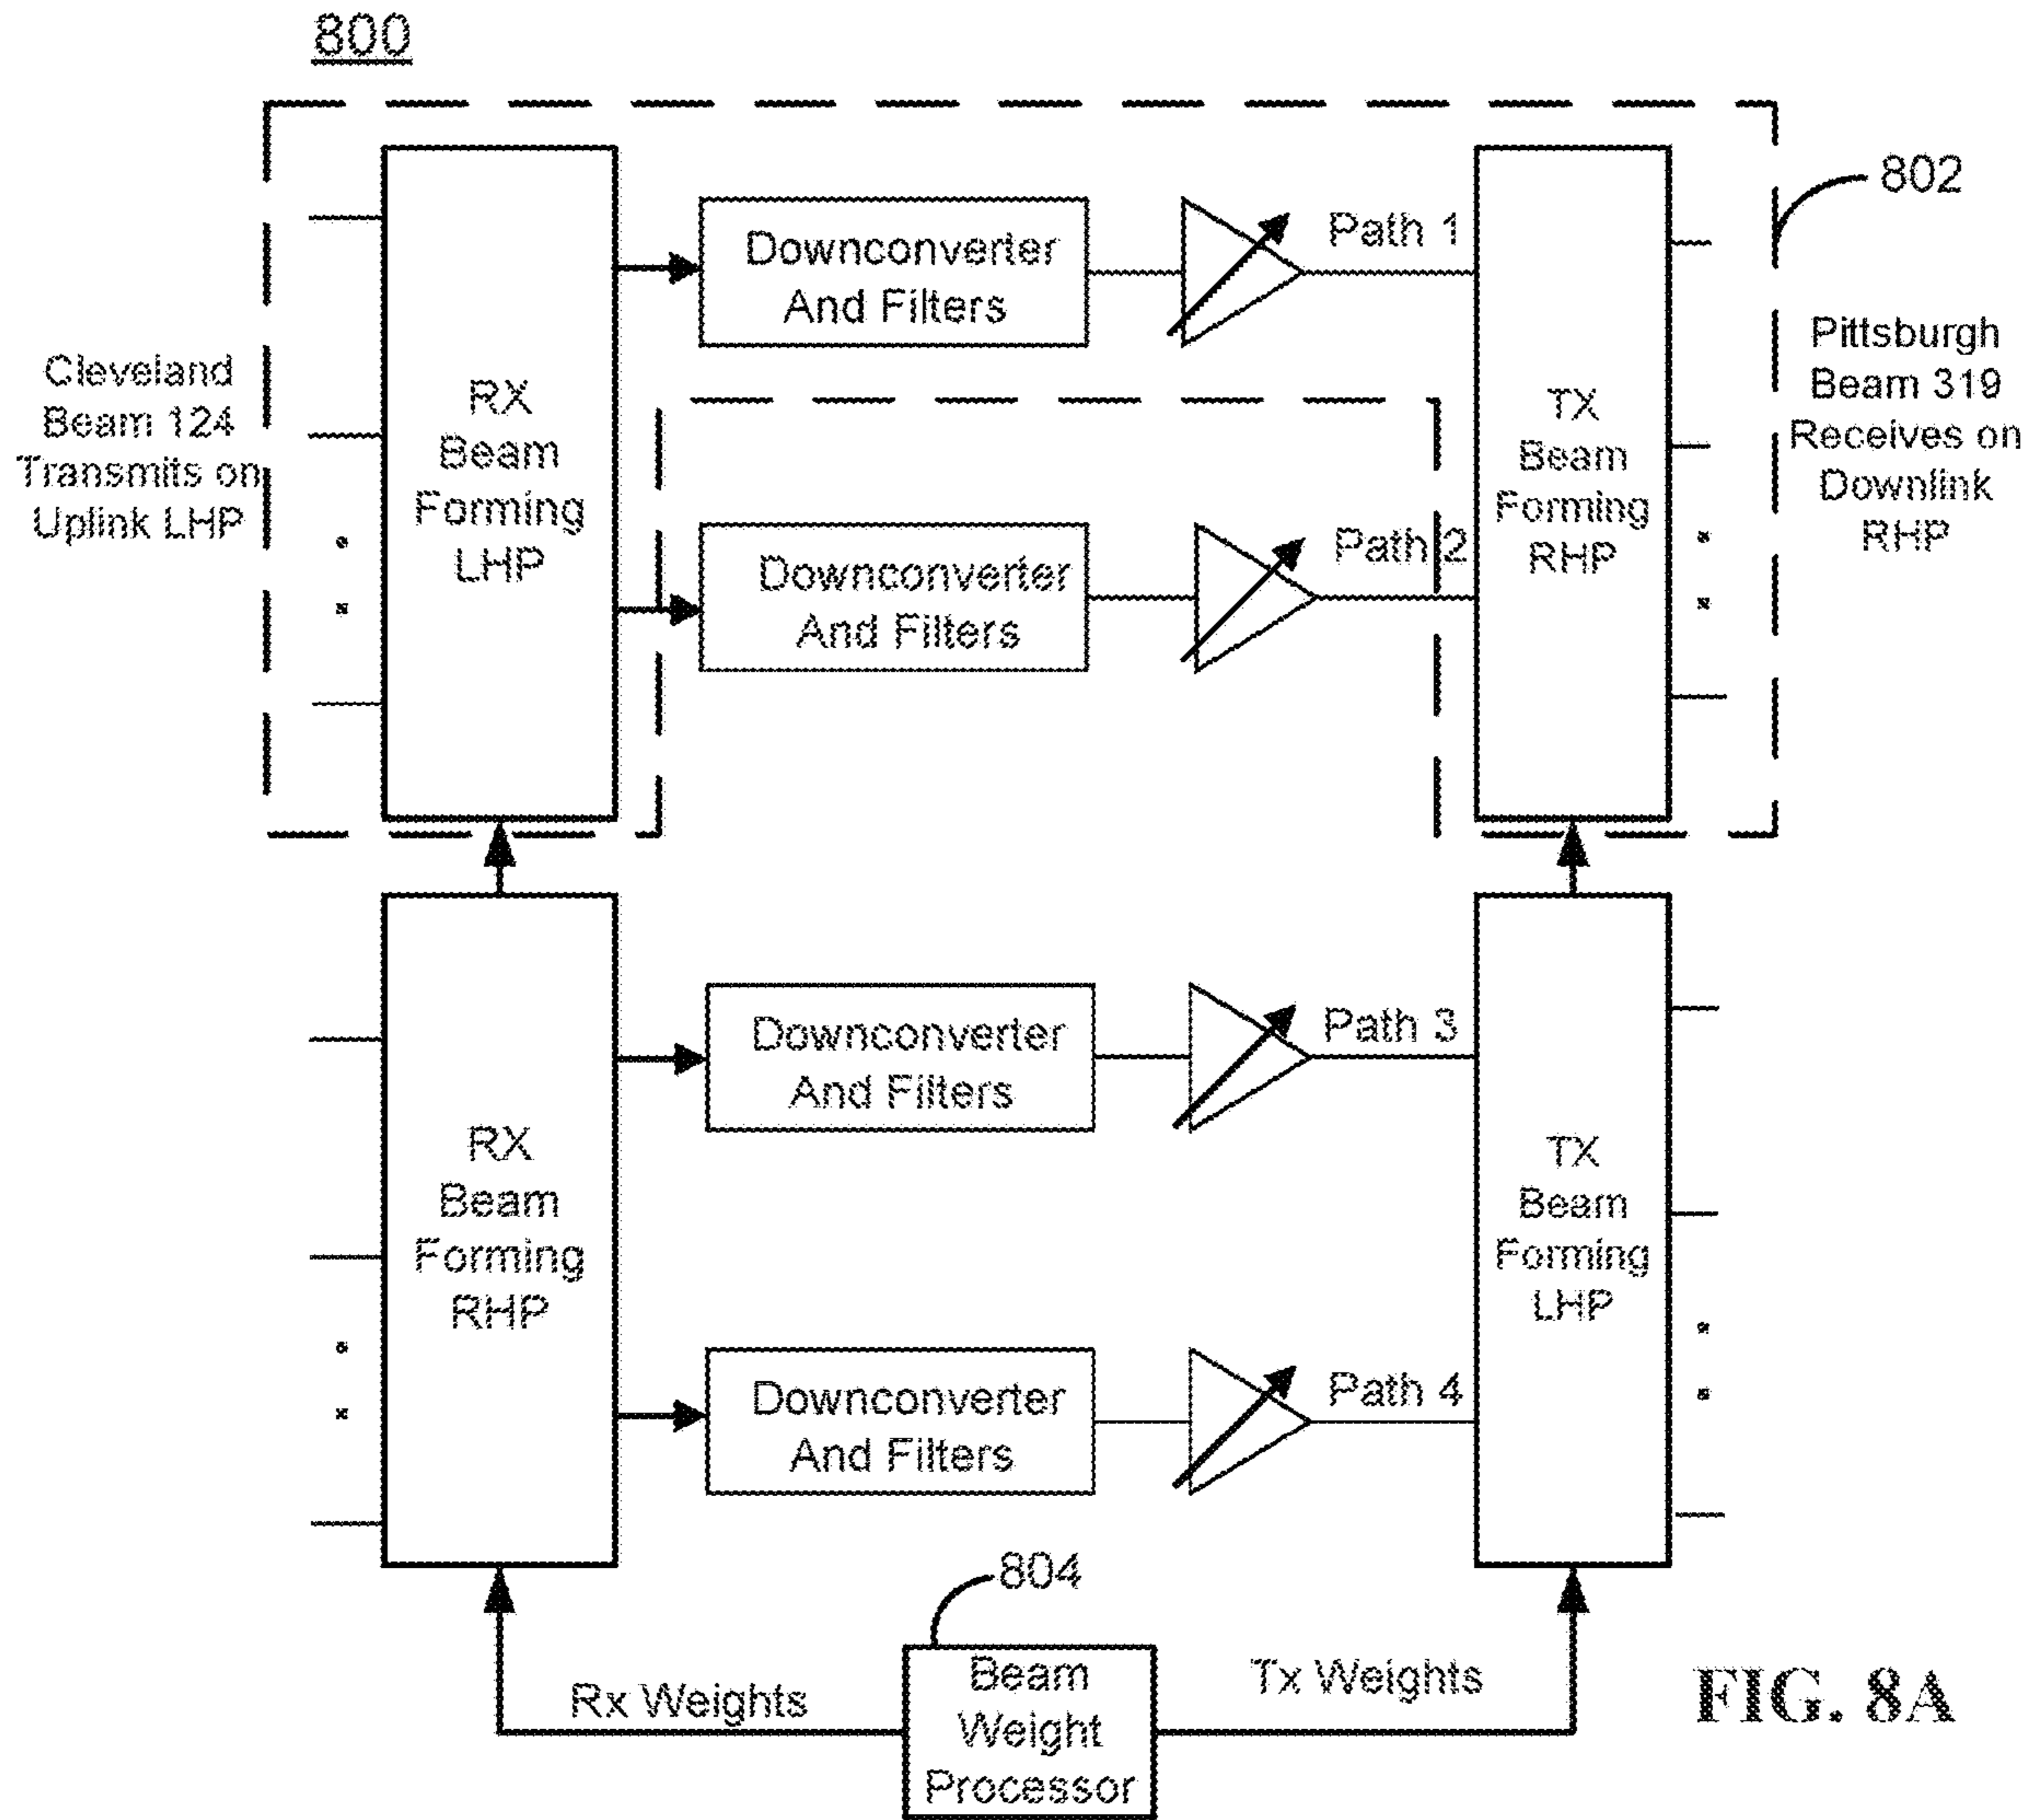 800
802
Cleveland
Beam 124
Transmits on
Uplink LHP
RX
Beam
Forming
LHP
Downconverter
And Filters
Path 1
Downconverter
And Filters
Path 2
TX
Beam
Forming
RHP
Pittsburgh
Beam 319
Receives on
Downlink
RHP
RX
Beam
Forming
RHP
Downconverter
And Filters
Path 3
Downconverter
And Filters
Path 4
TX
Beam
Forming
LHP
804
Rx Weights
Beam
Weight
Processor
Tx Weights
FIG. 8A